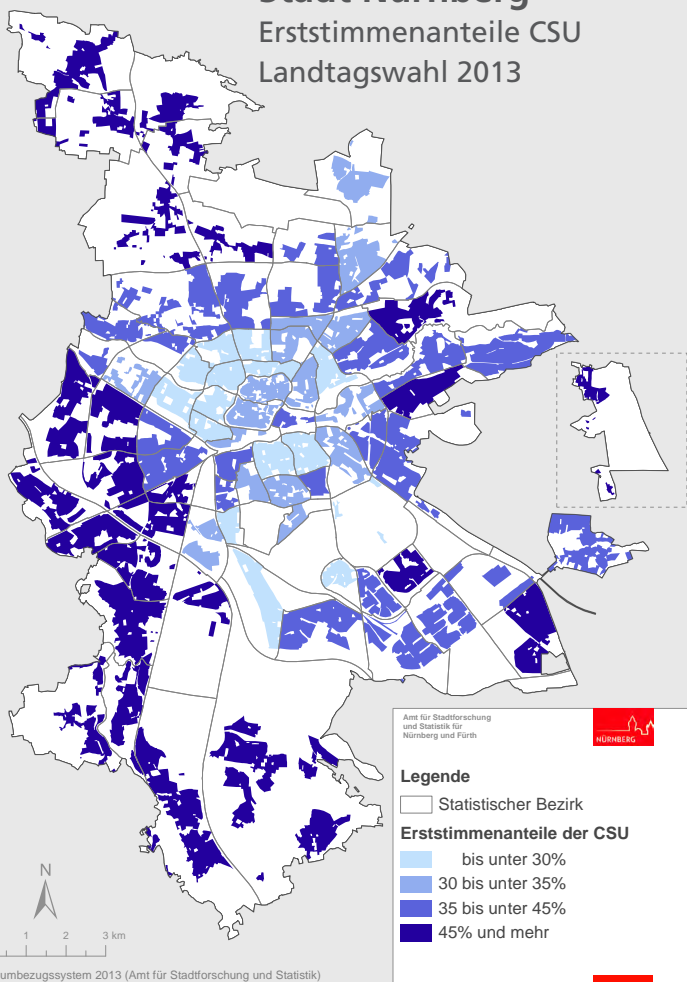 Stadt Nürnberg
Erststimmenanteile CSU
Landtagswahl 2013
Amt für Stadtforschung
und Statistik für
Nürnberg und Fürth
NÜRNBERG
Legende
Statistischer Bezirk
Erststimmenanteile der CSU
bis unter 30%
30 bis unter 35%
35 bis unter 45%
45% und mehr
N
1 2 3 km
umbezugssystem 2013 (Amt für Stadtforschung und Statistik)